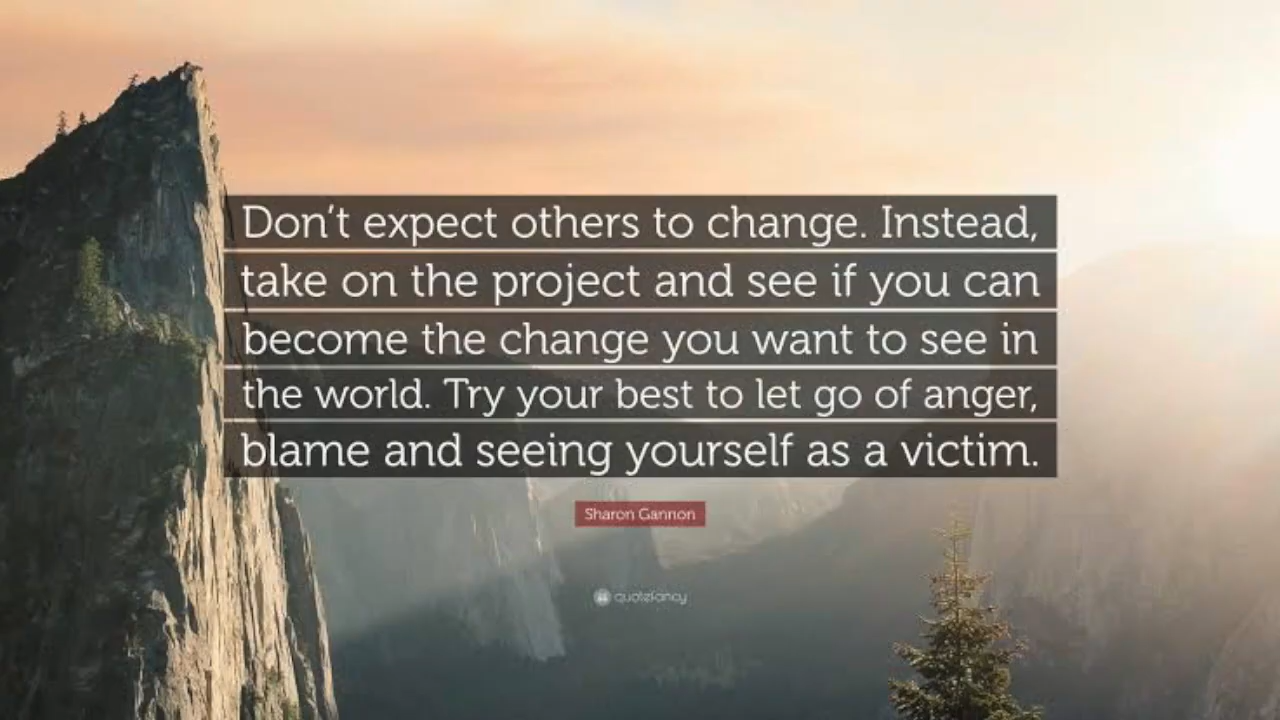 Don’t expect others to change. Instead,
take on the project and see if you can
become the change you want to see in
the world. Try your best to let go of anger,
blame and seeing yourself as a victim.
Sharon Gannon
quotefancy